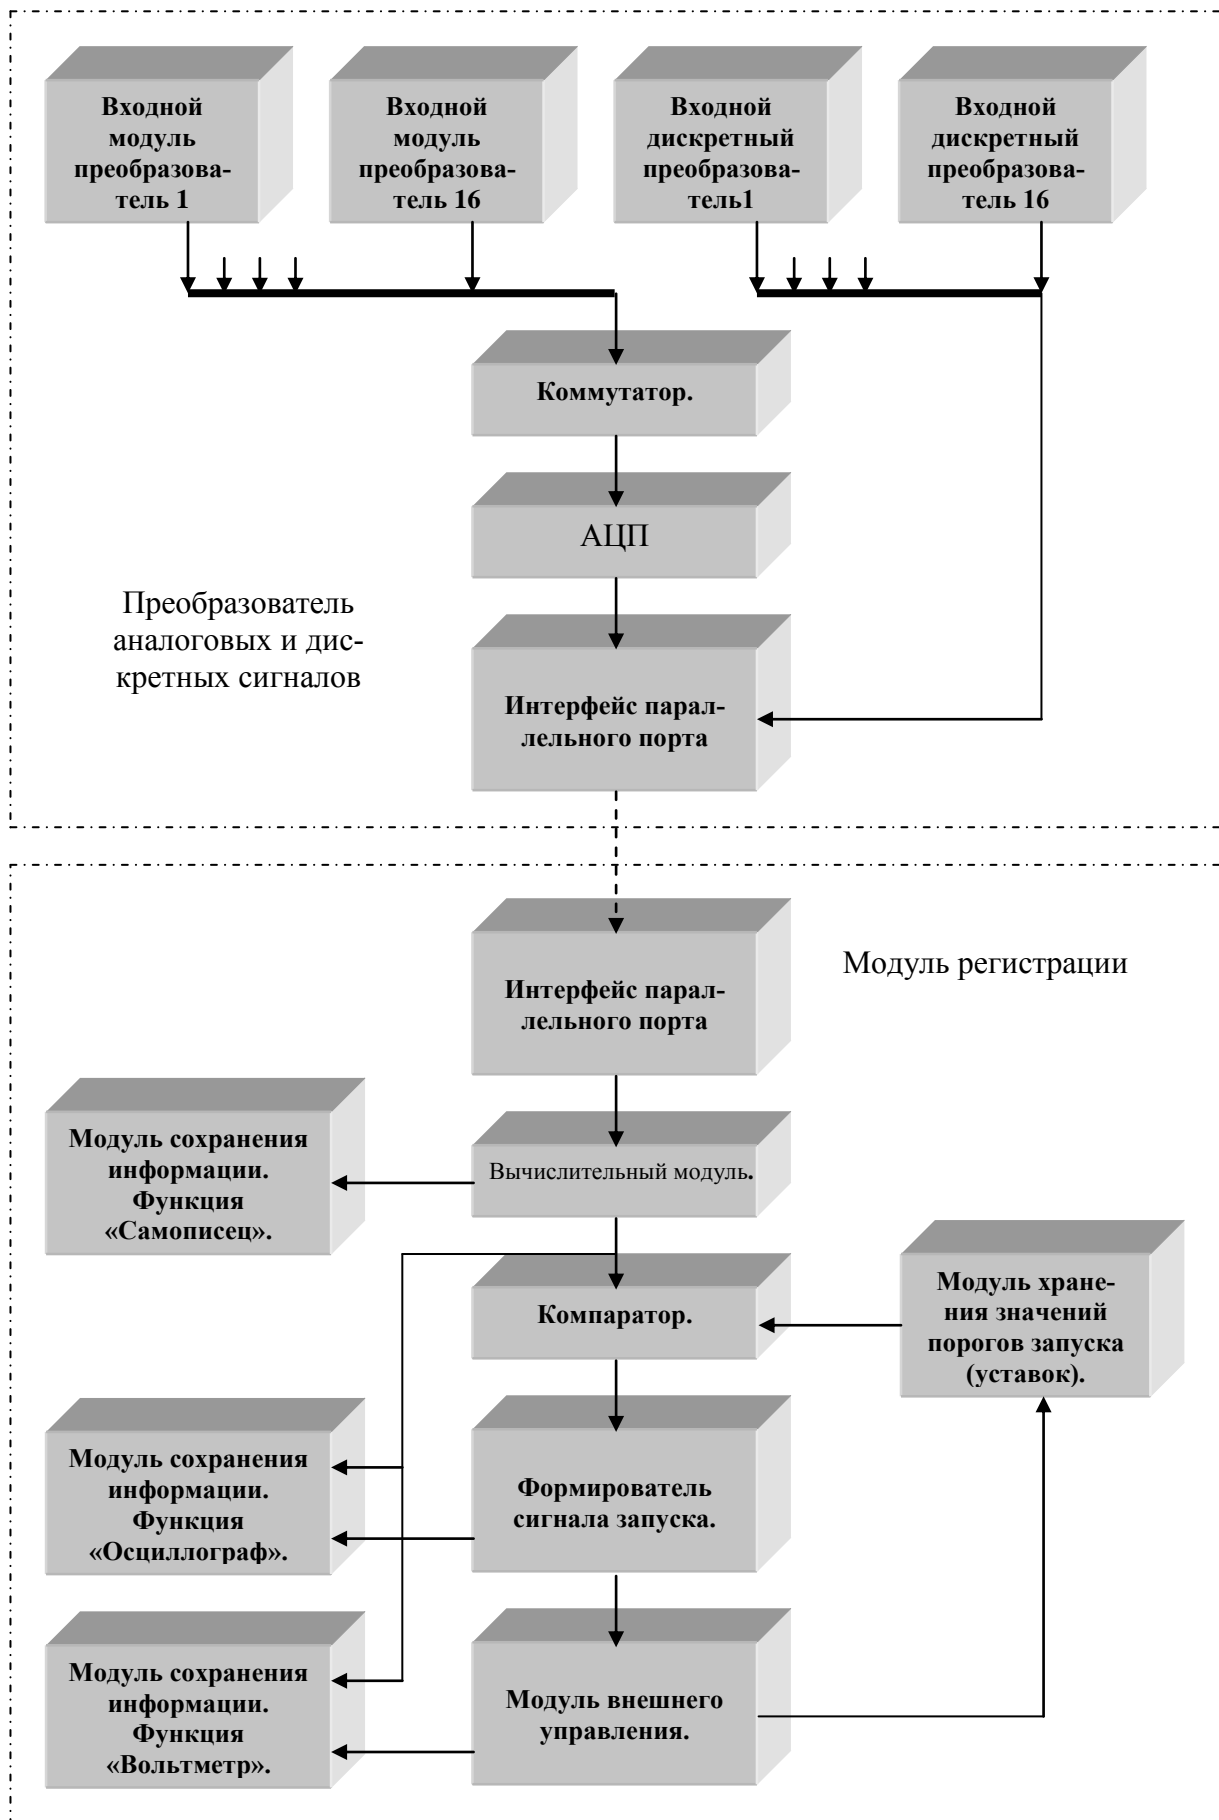 Входной
модуль
преобразова-
тель 1
Входной
модуль
преобразова-
тель 16
Входной
дискретный
преобразова-
тель1
Входной
дискретный
преобразова-
тель 16
Коммутатор.
АЦП
Преобразователь
аналоговых и дис-
кретных сигналов
Интерфейс парал-
лельного порта
Интерфейс парал-
лельного порта
Модуль регистрации
Модуль сохранения
информации.
Функция
«Самописец».
Вычислительный модуль.
Компаратор.
Модуль хране-
ния значений
порогов запуска
(уставок).
Модуль сохранения
информации.
Функция
«Осциллограф».
Формирователь
сигнала запуска.
Модуль сохранения
информации.
Функция
«Вольтметр».
Модуль внешнего
управления.